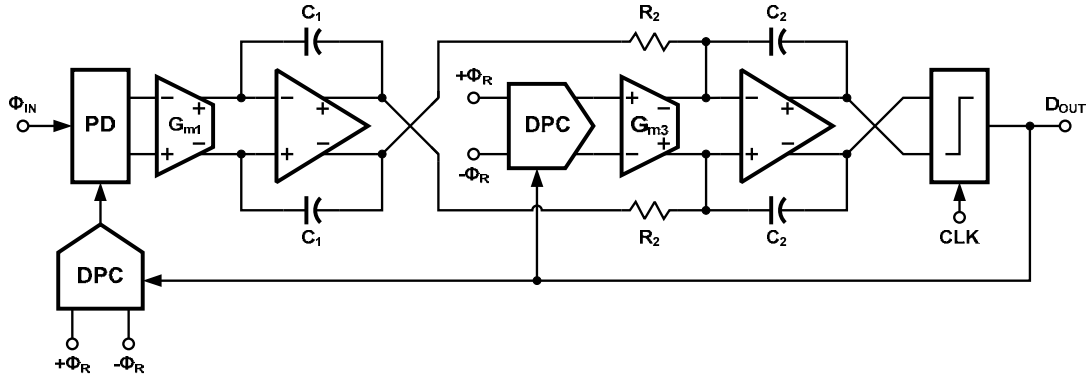 C1
R2
C2
ΦIN
PD
Gm1
+ΦR
-ΦR
DPC
Gm3
DOUT
CLK
C1
R2
C2
DPC
+ΦR
-ΦR